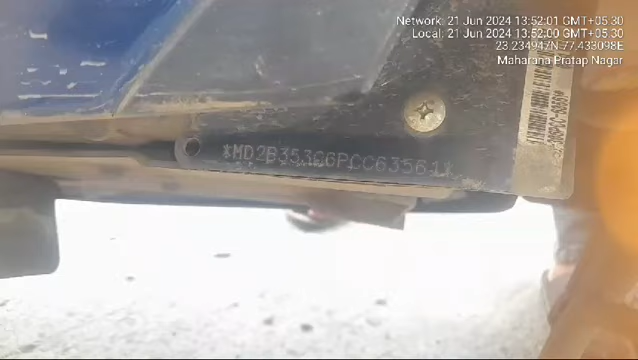 Network: 21 Jun 2024 13:52:01 GMT+05:30
Local: 21 Jun 2024 13:52:00 GMT+05:30
23.234947N 77.433098E
Maharana Pratap Nagar
*MD2B353C6PCC63561*